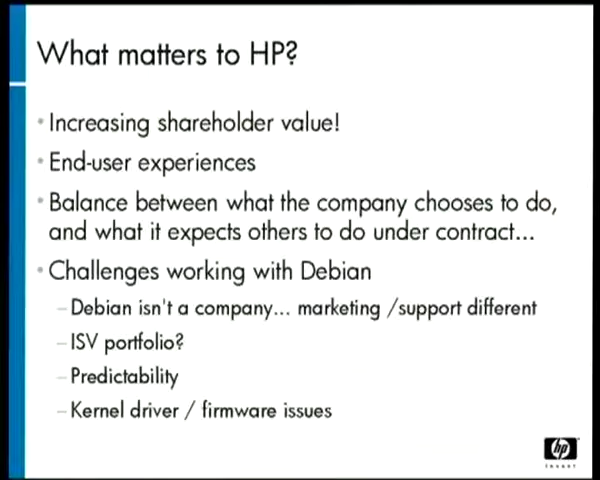 What matters to HP?
• Increasing shareholder value!
• End-user experiences
• Balance between what the company chooses to do,
and what it expects others to do under contract...
• Challenges working with Debian
– Debian isn't a company... marketing /support different
– ISV portfolio?
– Predictability
– Kernel driver / firmware issues
hp
invent